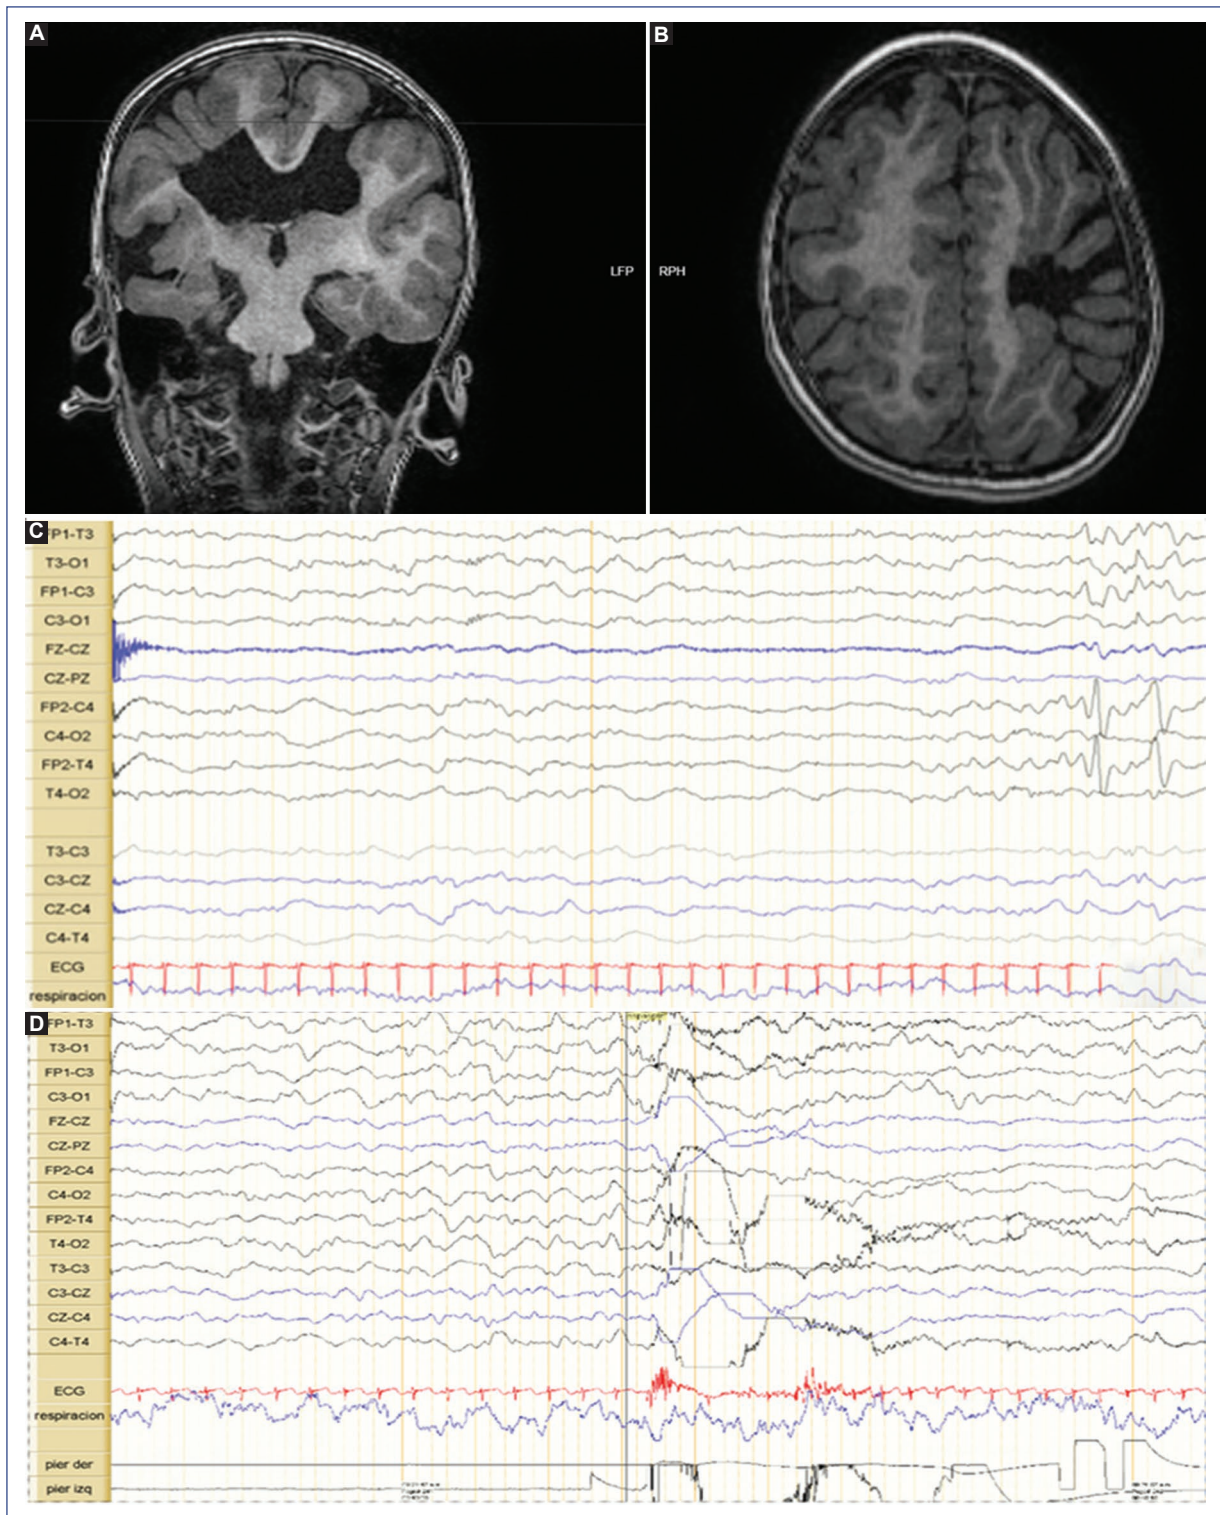 A
B
LFP
RPH
C
FP1-T3
T3-O1
FP1-C3
C3-O1
FZ-CZ
CZ-PZ
FP2-C4
C4-O2
FP2-T4
T4-O2
T3-C3
C3-CZ
CZ-C4
C4-T4
ECG
respiracion
D
FP1-T3
T3-O1
FP1-C3
C3-O1
FZ-CZ
CZ-PZ
FP2-C4
C4-O2
FP2-T4
T4-O2
T3-C3
C3-CZ
CZ-C4
C4-T4
ECG
respiracion
pier der
pier izq